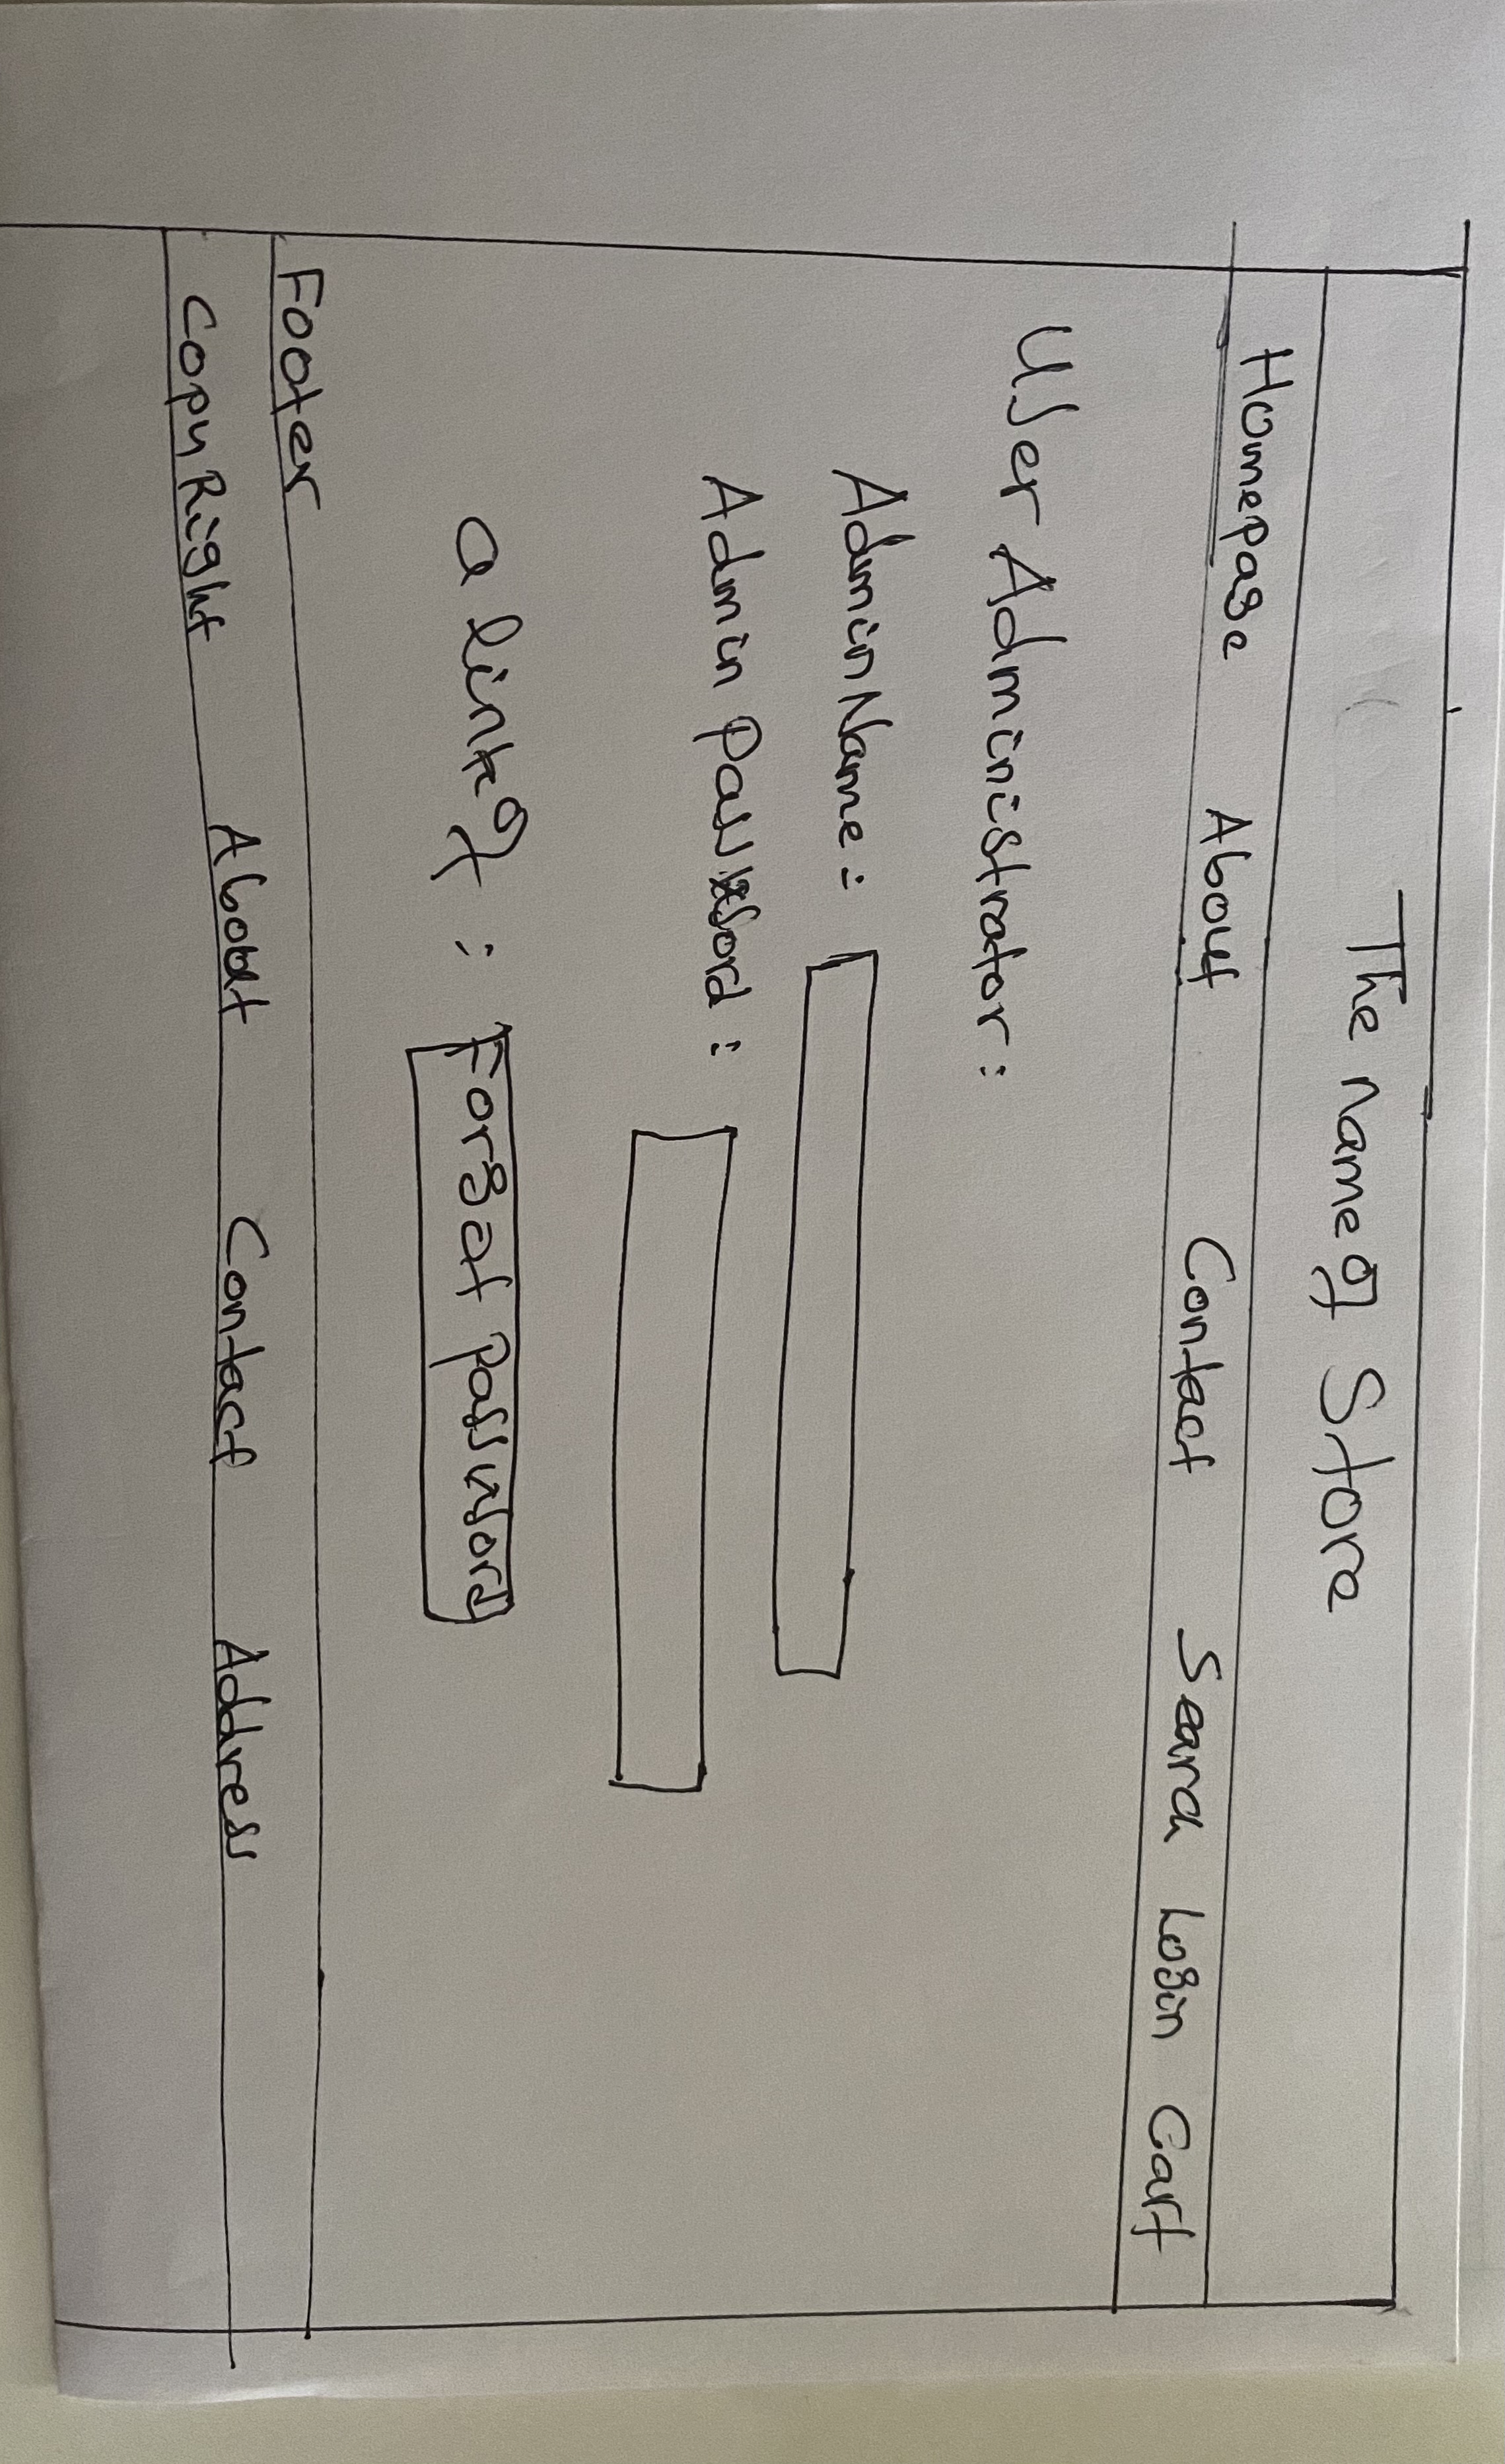 The name of Store
Homepage About Contact Search Login Cart
User Administrator :
Admin Name :
Admin Password :
a link? : Forgat Password
Footer
CopyRight About Contact Address